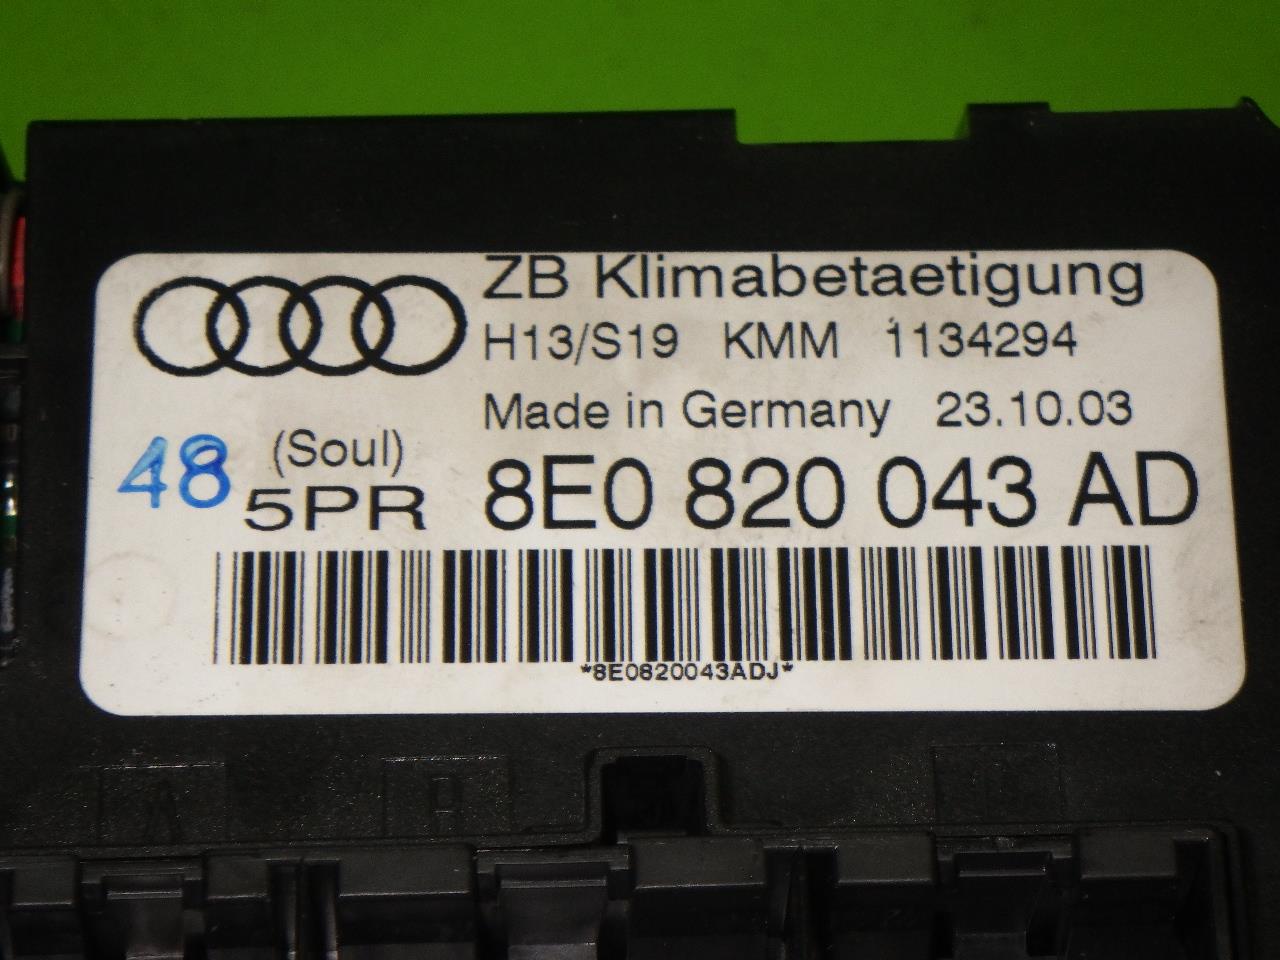 ZB Klimabetaetigung
H13/S19 KMM 1134294
Made in Germany 23.10.03
48 (Soul)
5PR 8E0 820 043 AD
*8E0820043ADJ*